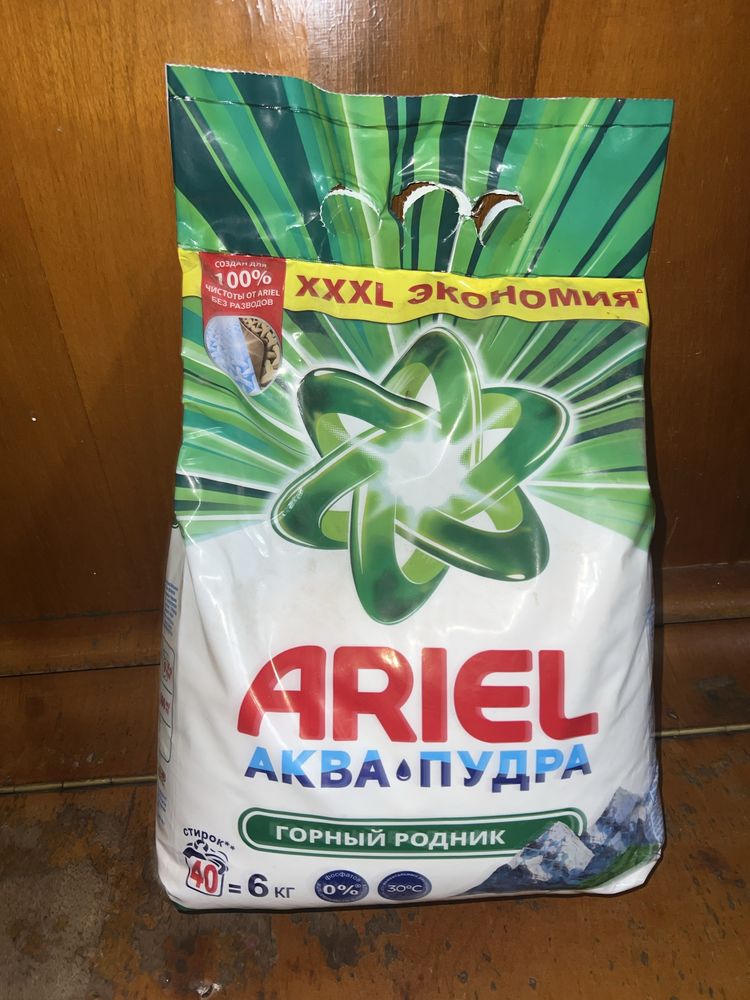 СОЗДАН ДЛЯ
100%
ЧИСТОТЫ ОТ ARIEL
БЕЗ РАЗВОДОВ
XXXL ЭКОНОМИЯ
ARIEL
АКВА ПУДРА
ГОРНЫЙ РОДНИК
СТИРОК**
40 = 6 КГ
фосфатов
0%
30°C